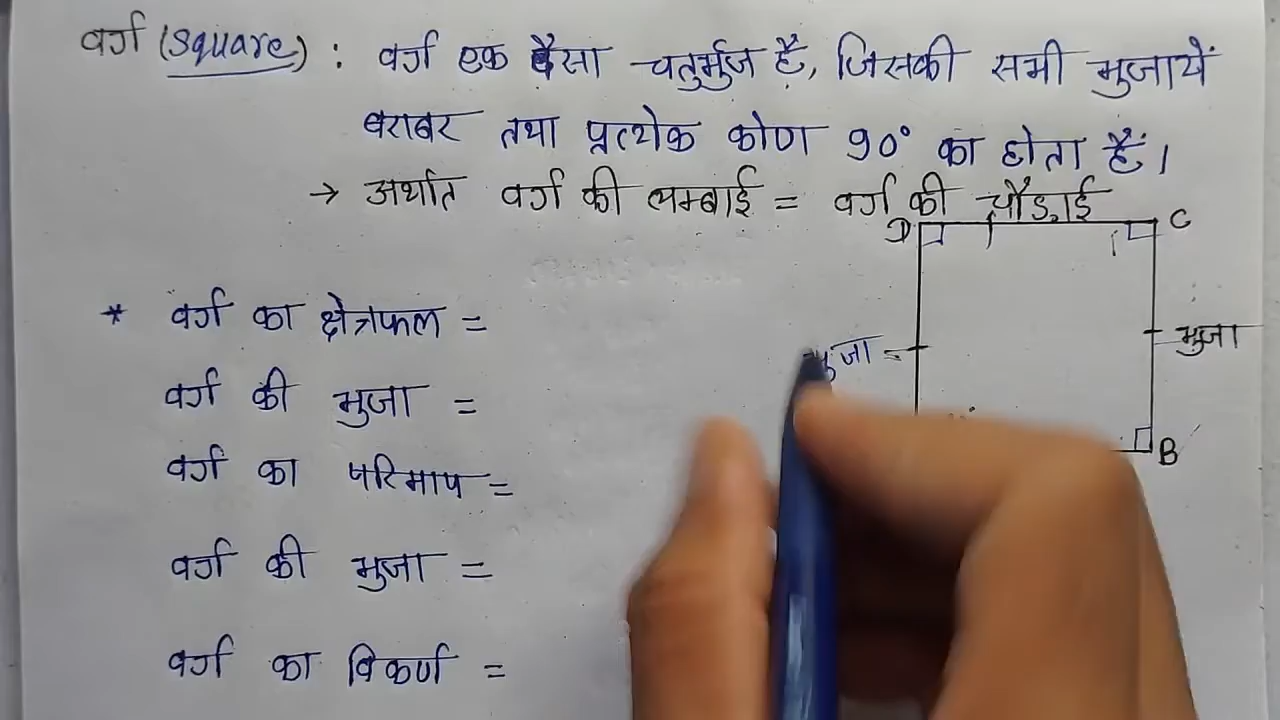 वर्ग (square) : वर्ग एक वैसा चतुर्भुज है, जिसकी सभी भुजायें
बराबर तथा प्रत्येक कोण 90° का होता हैं।
→ अर्थात वर्ग की लम्बाई = वर्ग की चौड़ाई
D C
* वर्ग का क्षेत्रफल =
भुजा
भुजा
वर्ग की भुजा =
B
वर्ग का परिमाप =
वर्ग की भुजा =
वर्ग का विकर्ण =